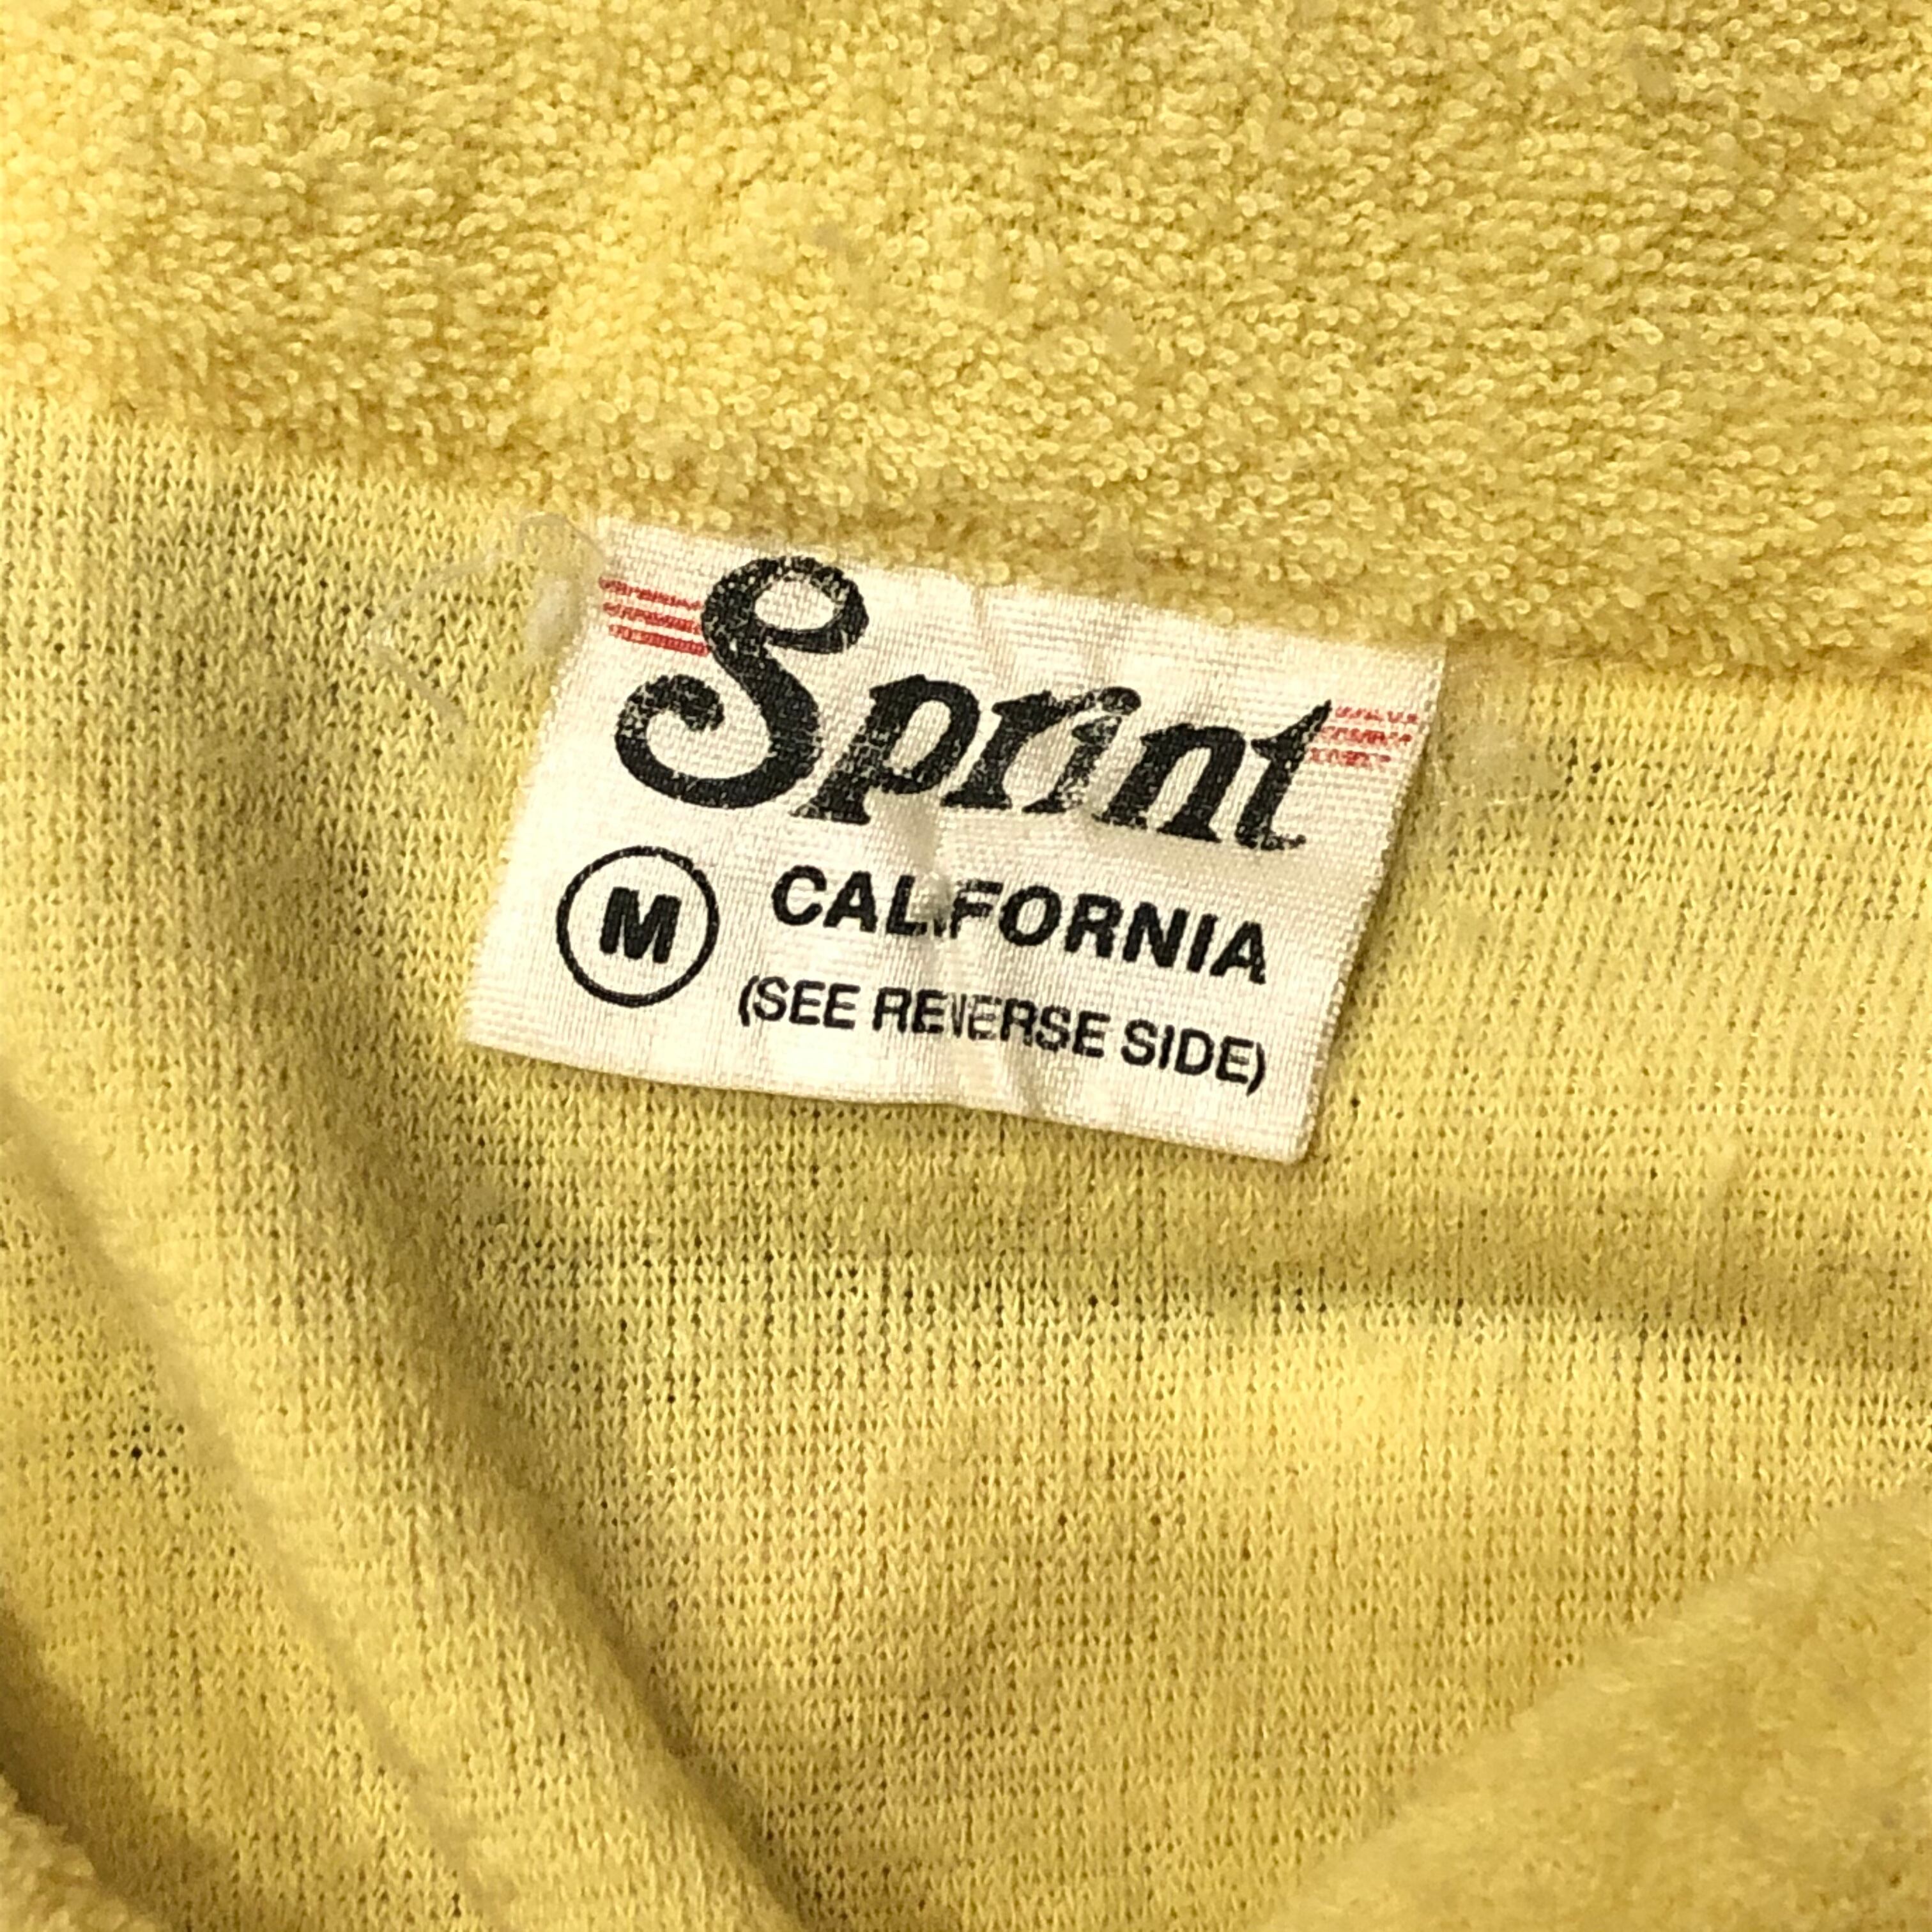 Sprint
M CALIFORNIA
(SEE REVERSE SIDE)